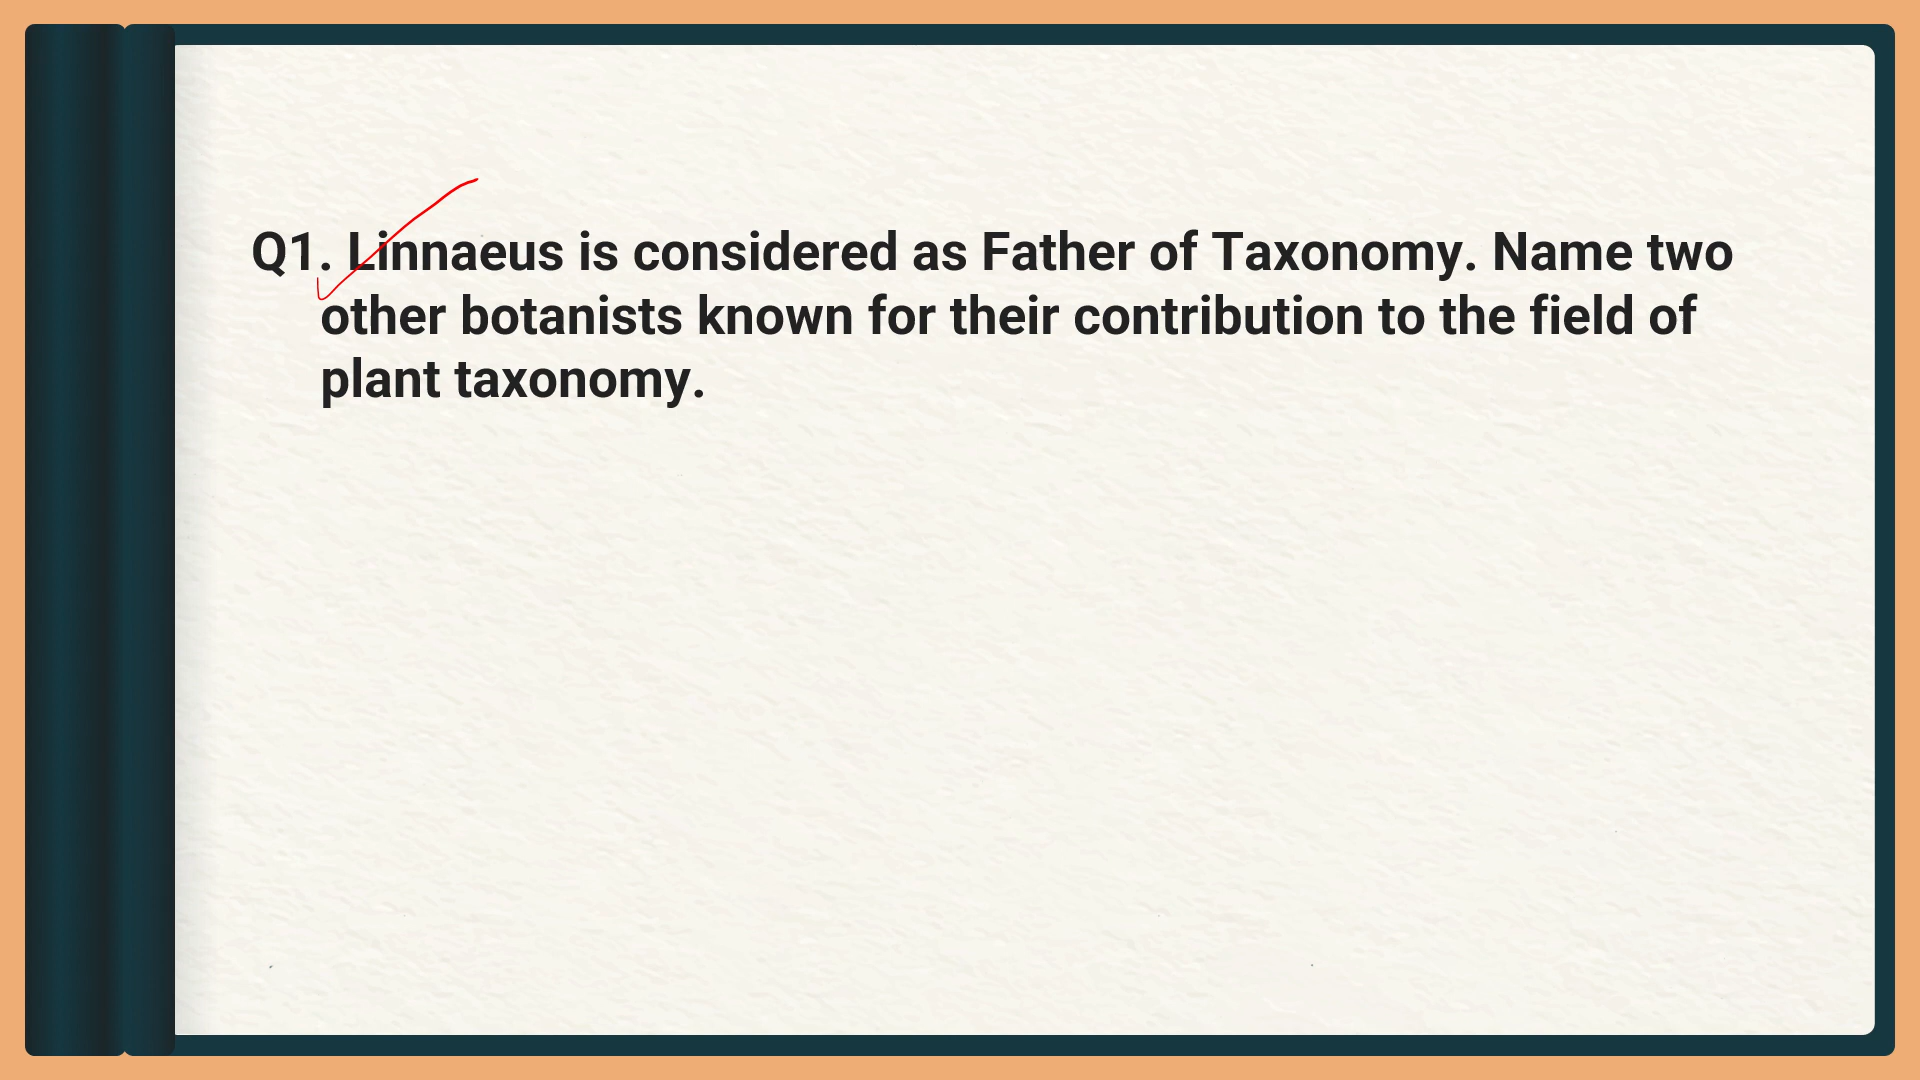 Q1. Linnaeus is considered as Father of Taxonomy. Name two
other botanists known for their contribution to the field of
plant taxonomy.